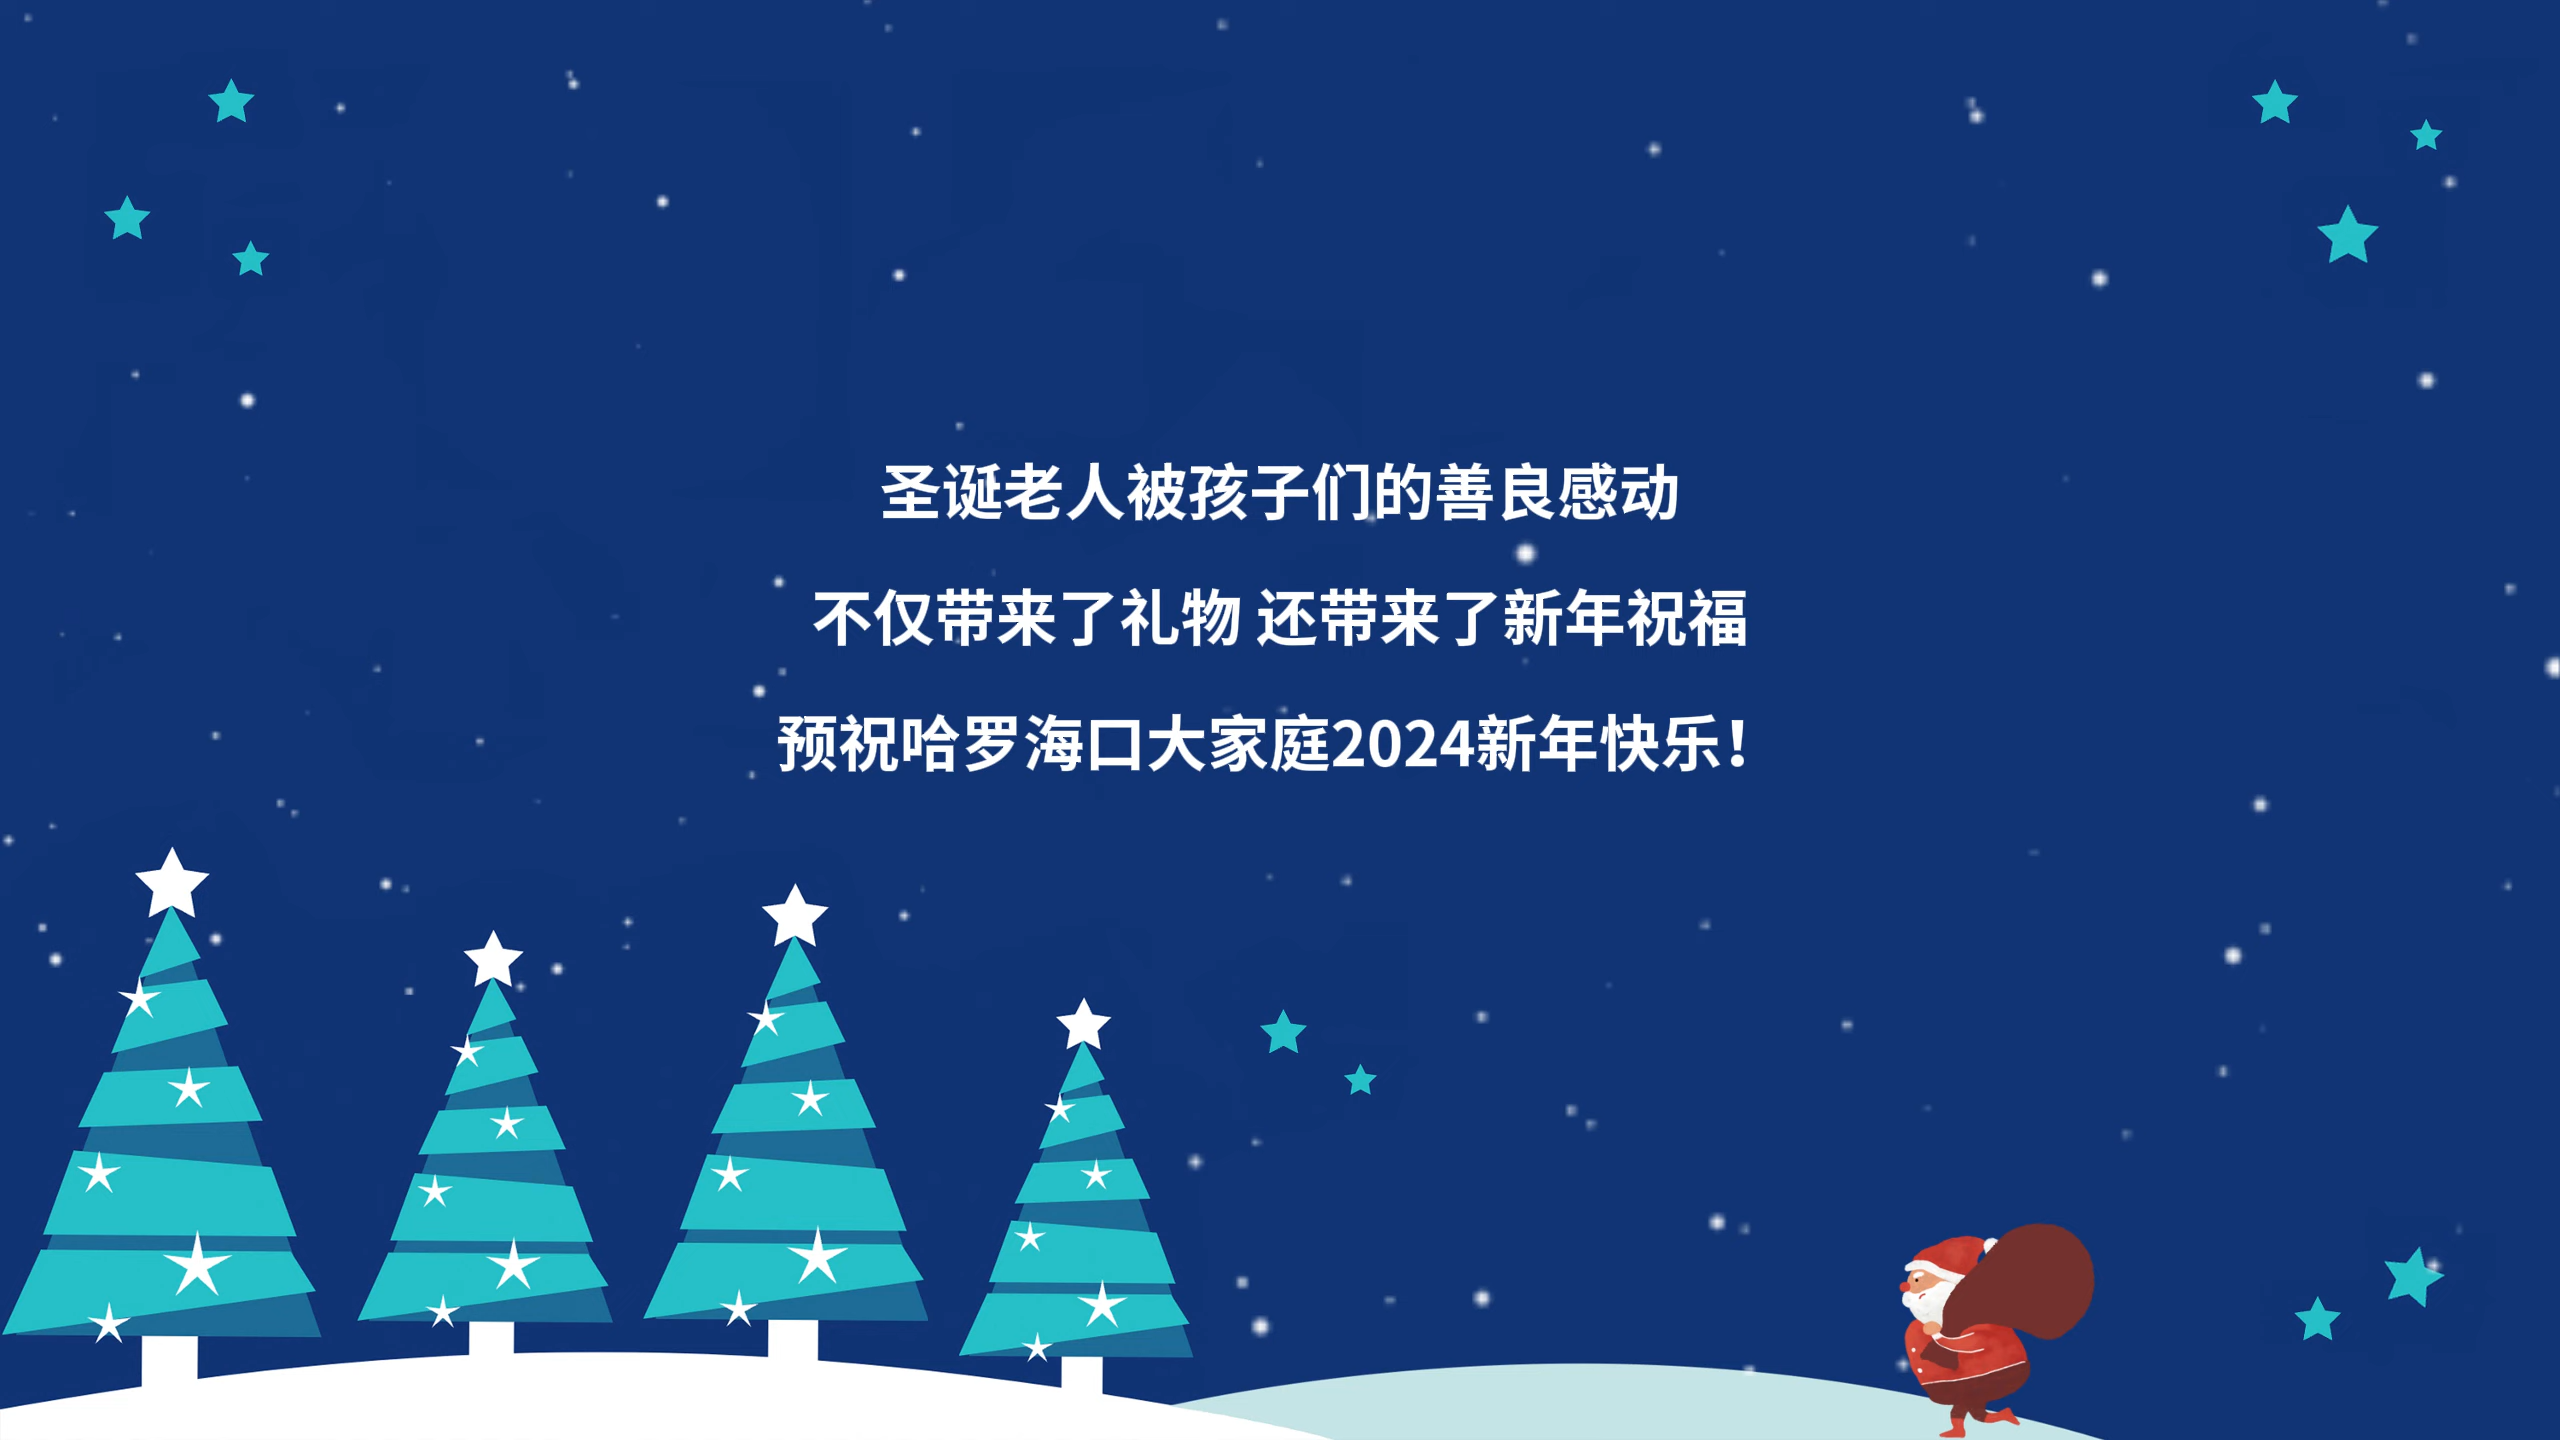 圣诞老人被孩子们的善良感动
不仅带来了礼物 还带来了新年祝福
预祝哈罗海口大家庭2024新年快乐！